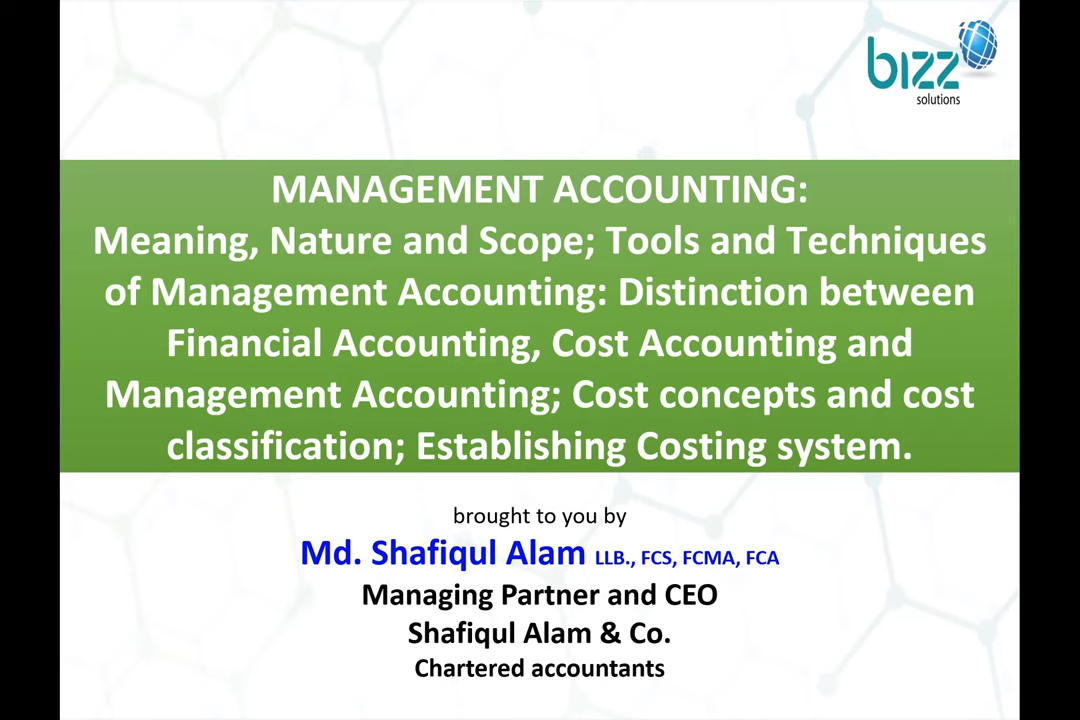 bizz
solutions
MANAGEMENT ACCOUNTING:
Meaning, Nature and Scope; Tools and Techniques
of Management Accounting: Distinction between
Financial Accounting, Cost Accounting and
Management Accounting; Cost concepts and cost
classification; Establishing Costing system.
brought to you by
Md. Shafiqul Alam LLB., FCS, FCMA, FCA
Managing Partner and CEO
Shafiqul Alam & Co.
Chartered accountants